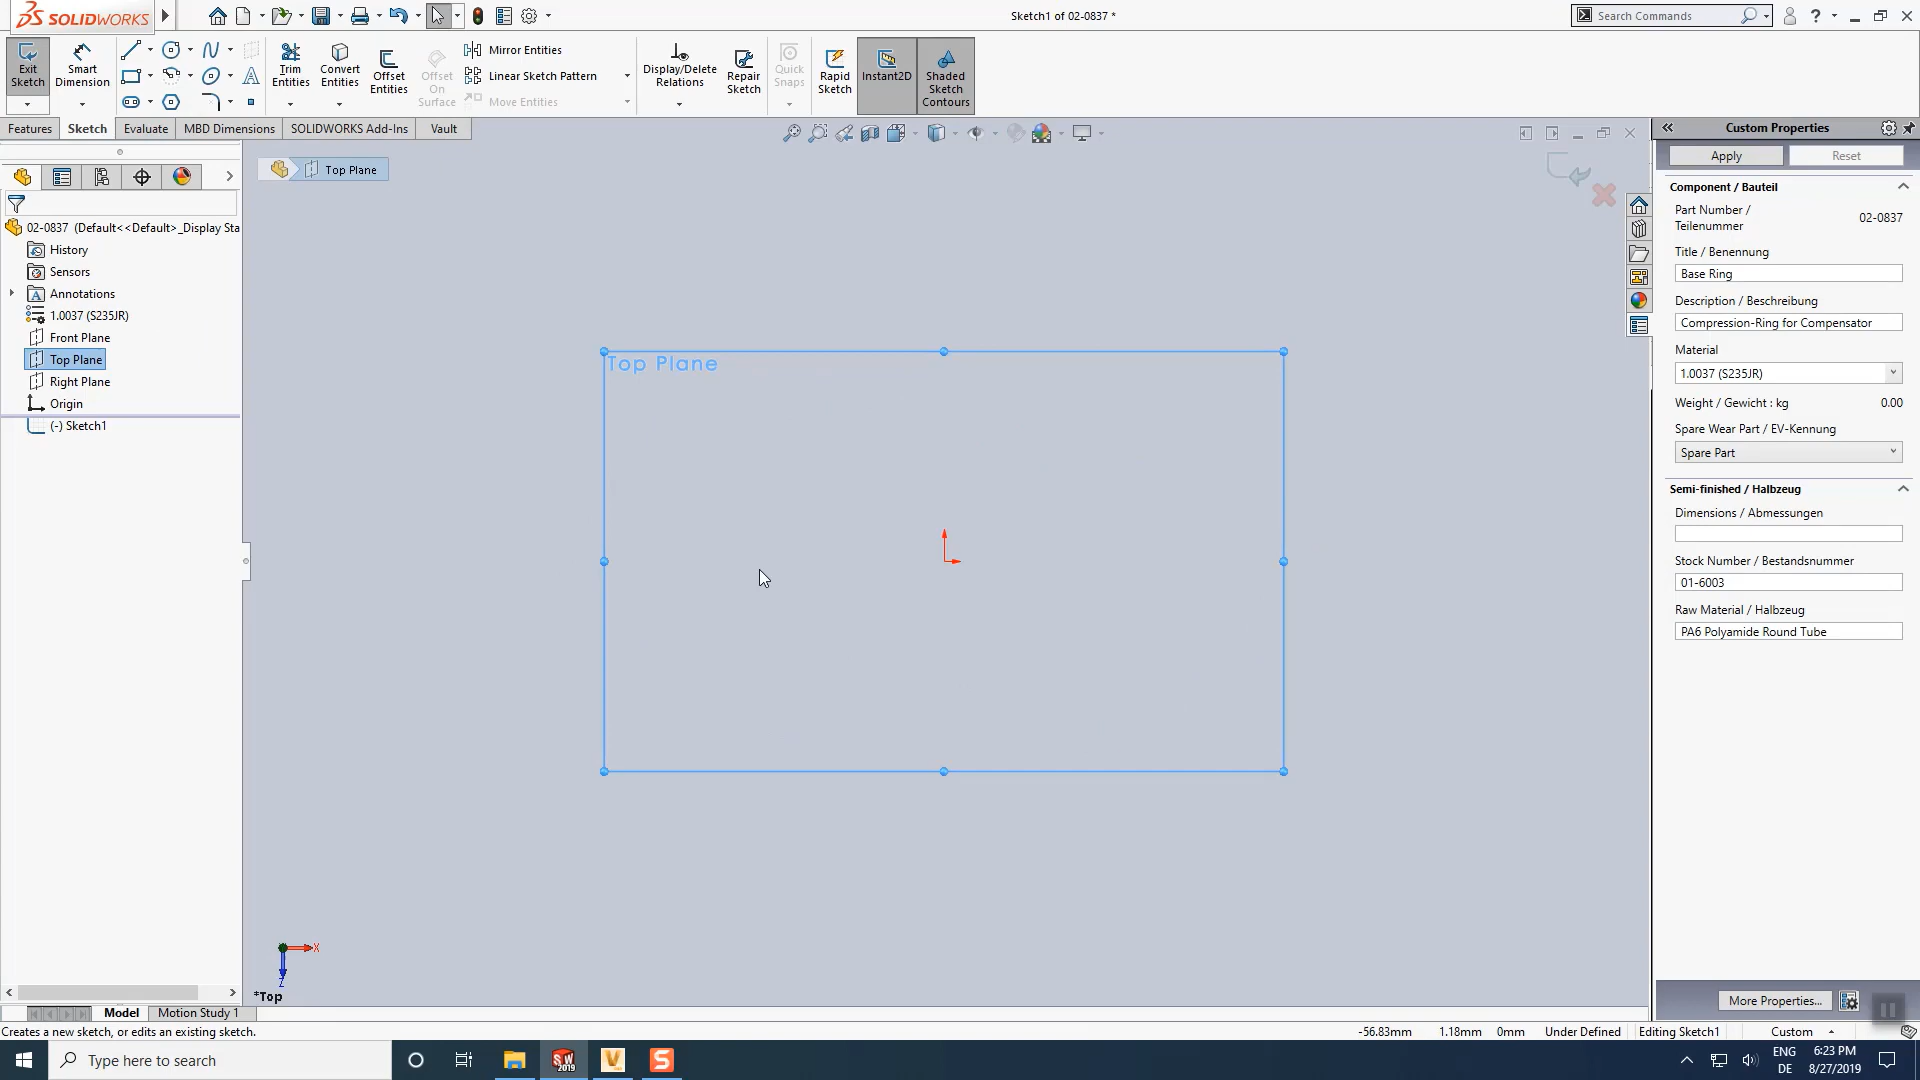 SOLIDWORKS
Sketch1 of 02-0837 *
Search Commands
Exit Sketch
Smart Dimension
Trim Entities
Convert Entities
Offset Entities
Offset On Surface
Mirror Entities
Linear Sketch Pattern
Move Entities
Display/Delete Relations
Repair Sketch
Quick Snaps
Rapid Sketch
Instant2D
Shaded Sketch Contours
Features
Sketch
Evaluate
MBD Dimensions
SOLIDWORKS Add-Ins
Vault
Top Plane
02-0837 (Default<<Default>_Display Sta
History
Sensors
Annotations
1.0037 (S235JR)
Front Plane
Top Plane
Right Plane
Origin
(-) Sketch1
Top Plane
X
Z
*Top
Custom Properties
Apply
Reset
Component / Bauteil
Part Number / Teilenummer
02-0837
Title / Benennung
Base Ring
Description / Beschreibung
Compression-Ring for Compensator
Material
1.0037 (S235JR)
Weight / Gewicht : kg
0.00
Spare Wear Part / EV-Kennung
Spare Part
Semi-finished / Halbzeug
Dimensions / Abmessungen
Stock Number / Bestandsnummer
01-6003
Raw Material / Halbzeug
PA6 Polyamide Round Tube
More Properties...
Model
Motion Study 1
Creates a new sketch, or edits an existing sketch.
-56.83mm
1.18mm
0mm
Under Defined
Editing Sketch1
Custom
Type here to search
SW
2019
V
S
ENG
DE
6:23 PM
8/27/2019